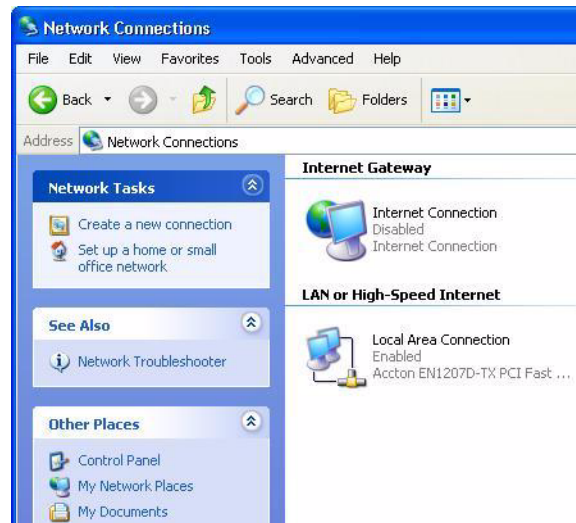 Network Connections
File Edit View Favorites Tools Advanced Help
Back Search Folders
Address Network Connections
Network Tasks
Create a new connection
Set up a home or small
office network
See Also
Network Troubleshooter
Other Places
Control Panel
My Network Places
My Documents
Internet Gateway
Internet Connection
Disabled
Internet Connection
LAN or High-Speed Internet
Local Area Connection
Enabled
Accton EN1207D-TX PCI Fast ...